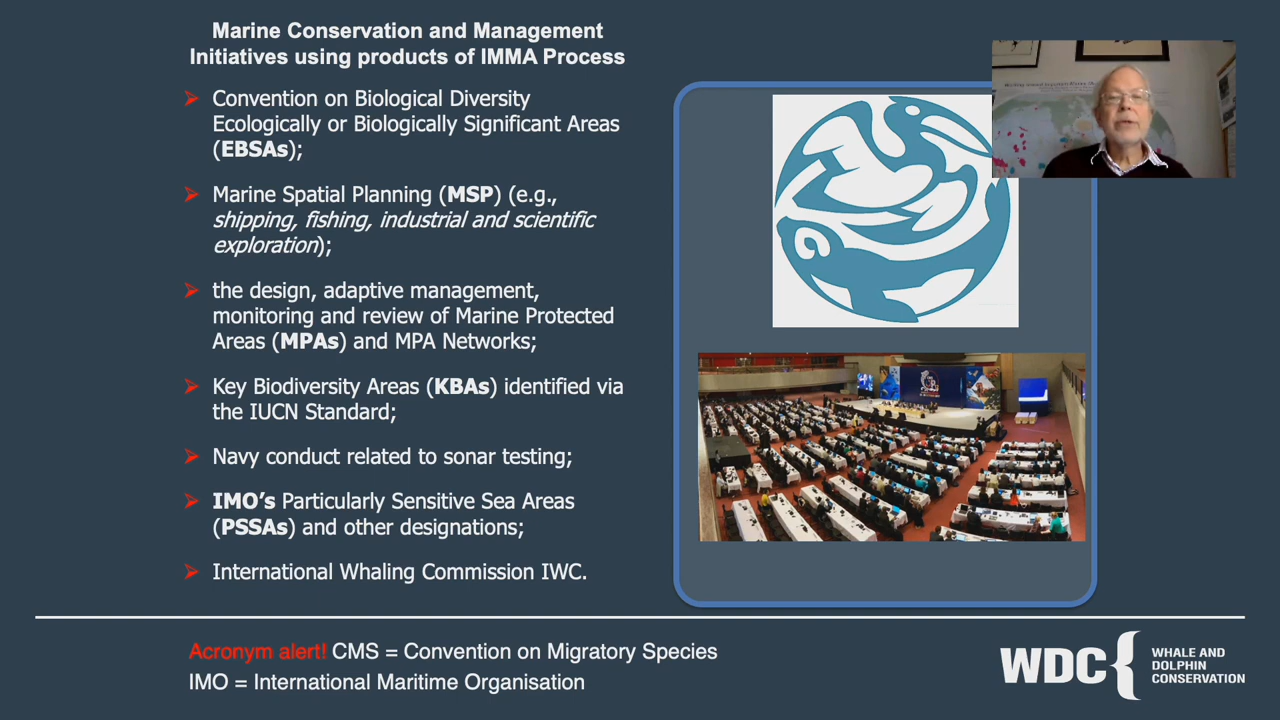 Marine Conservation and Management
Initiatives using products of IMMA Process
➢ Convention on Biological Diversity
Ecologically or Biologically Significant Areas
(EBSAs);
➢ Marine Spatial Planning (MSP) (e.g.,
shipping, fishing, industrial and scientific
exploration);
➢ the design, adaptive management,
monitoring and review of Marine Protected
Areas (MPAs) and MPA Networks;
➢ Key Biodiversity Areas (KBAs) identified via
the IUCN Standard;
➢ Navy conduct related to sonar testing;
➢ IMO’s Particularly Sensitive Sea Areas
(PSSAs) and other designations;
➢ International Whaling Commission IWC.
Acronym alert! CMS = Convention on Migratory Species
IMO = International Maritime Organisation
WDC
WHALE AND
DOLPHIN
CONSERVATION